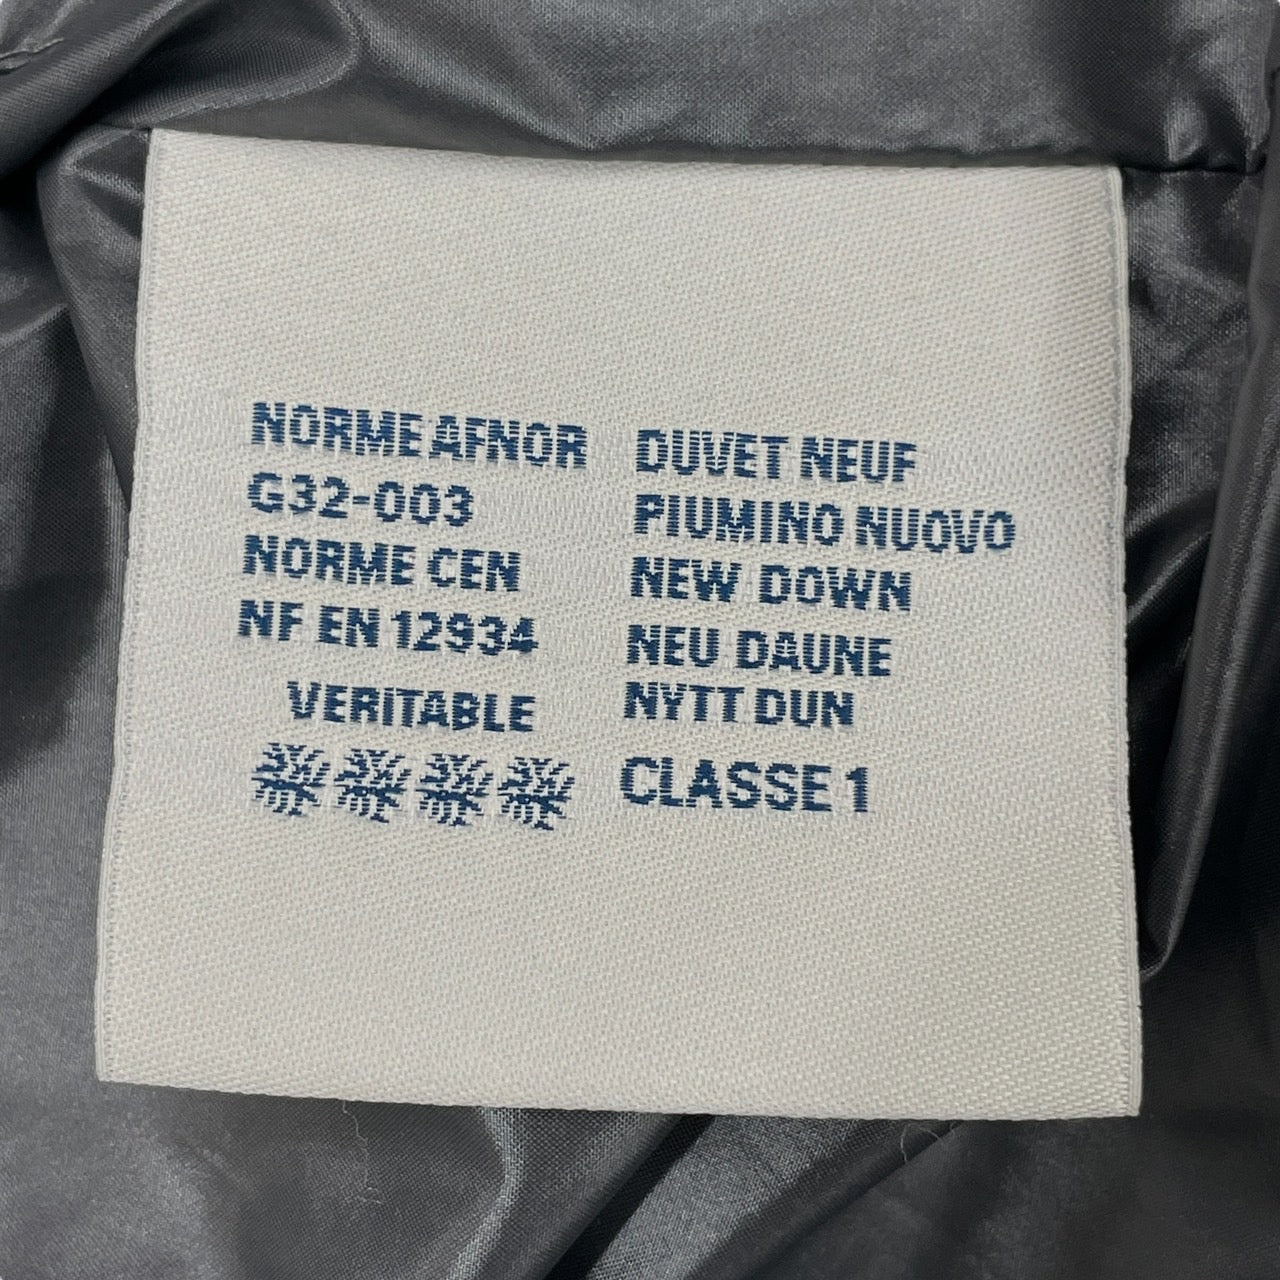 NORME AFNOR
G32-003
NORME CEN
NF EN 12934
VERITABLE
DUVET NEUF
PIUMINO NUOVO
NEW DOWN
NEU DAUNE
NYTT DUN
CLASSE 1